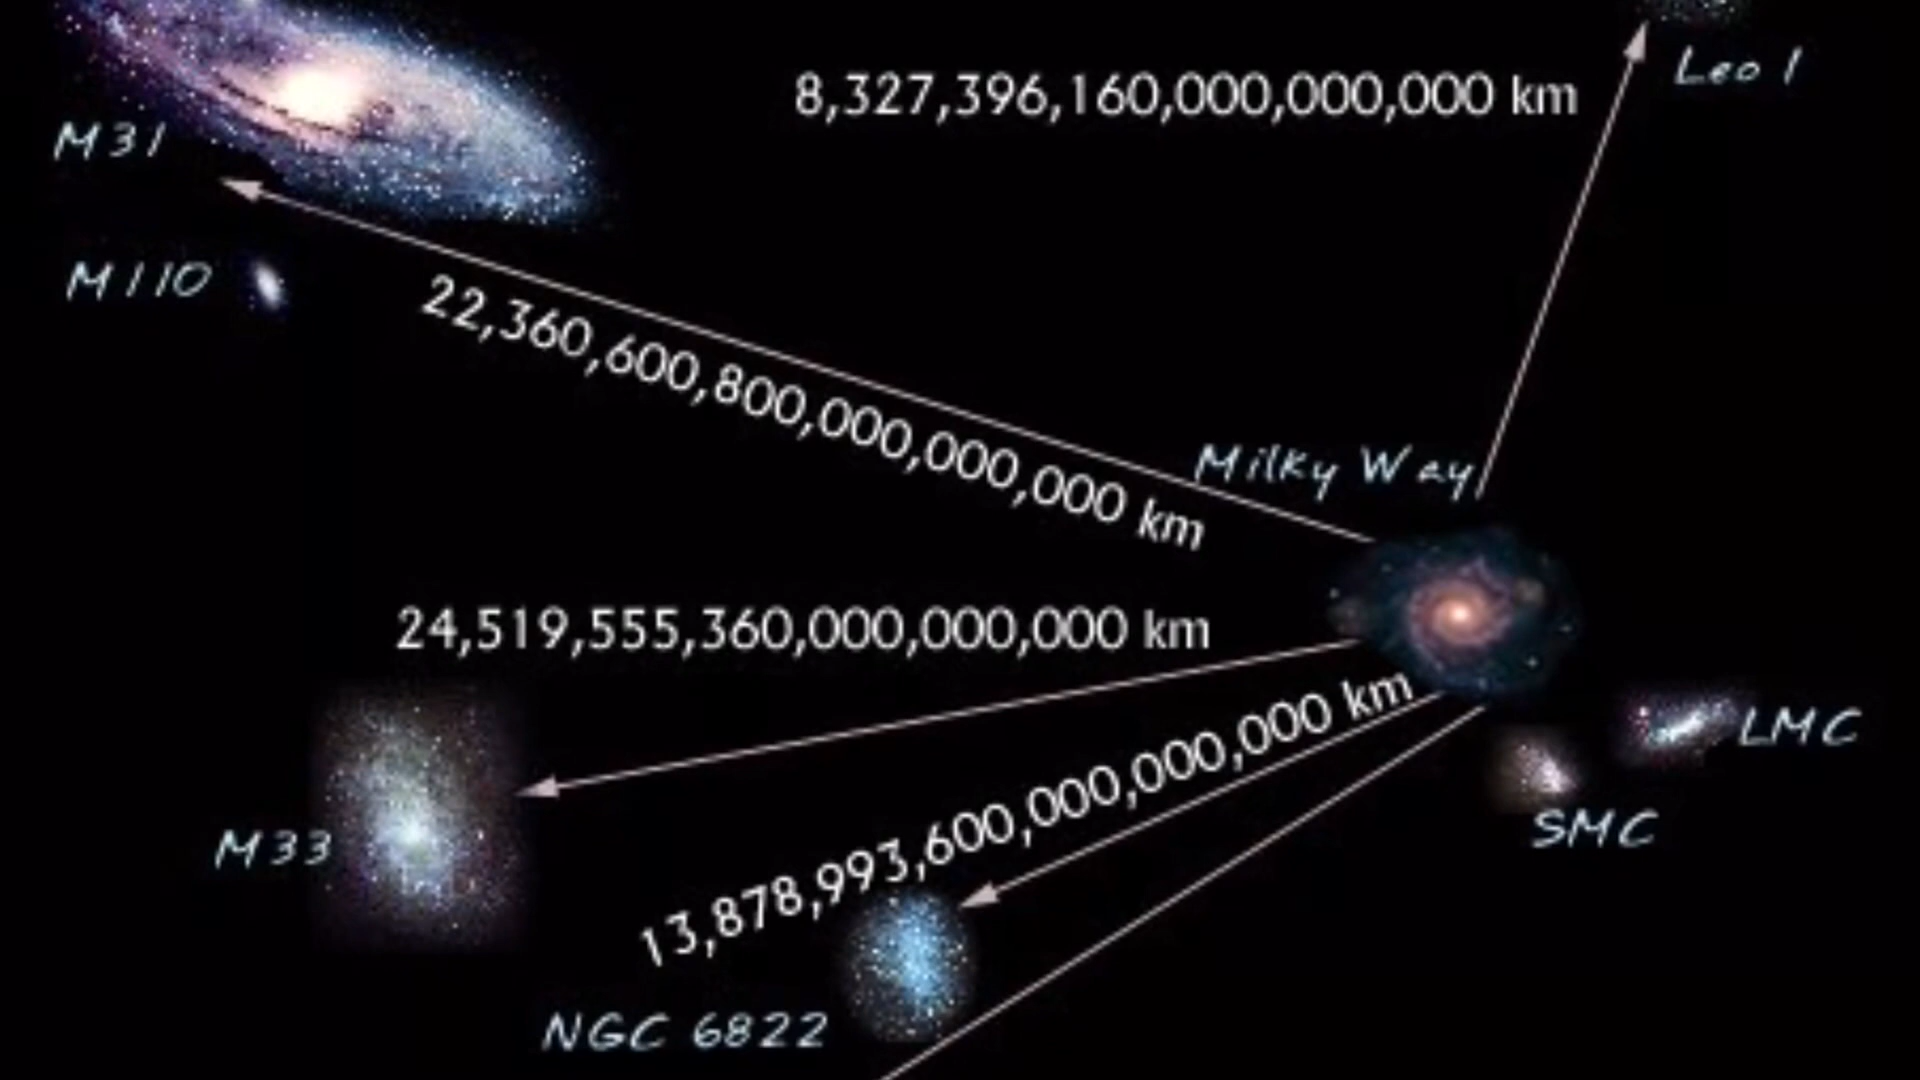 Leo I
8,327,396,160,000,000,000 km
M31
M110
22,360,600,800,000,000,000 km
Milky Way
24,519,555,360,000,000,000 km
13,878,993,600,000,000,000 km
LMC
SMC
M33
NGC 6822